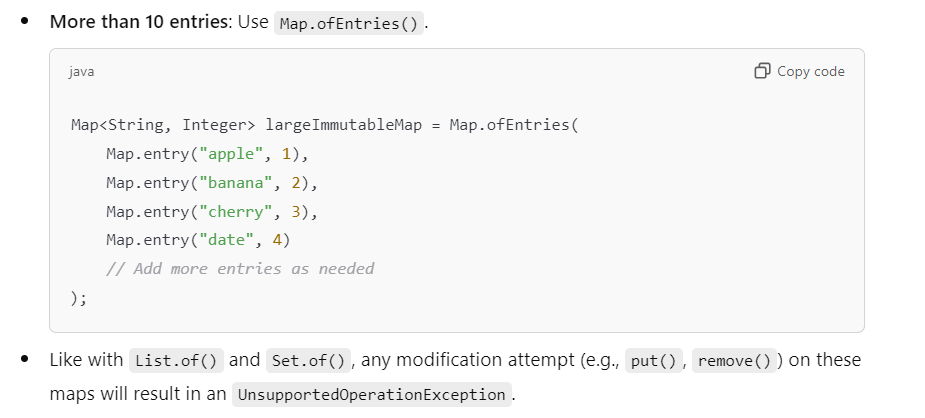 • More than 10 entries: Use Map.ofEntries().
java
Copy code
Map<String, Integer> largeImmutableMap = Map.ofEntries(
    Map.entry("apple", 1),
    Map.entry("banana", 2),
    Map.entry("cherry", 3),
    Map.entry("date", 4)
    // Add more entries as needed
);
• Like with List.of() and Set.of(), any modification attempt (e.g., put(), remove()) on these
maps will result in an UnsupportedOperationException.